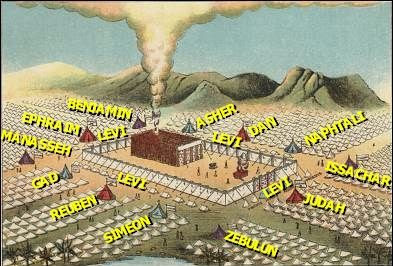 BENJAMIN
ASHER
EPHRAIM
LEVI
LEVI
DAN
NAPHTALI
MANASSEH
ISSACHAR
GAD
LEVI
LEVI
JUDAH
REUBEN
SIMEON
ZEBULUN